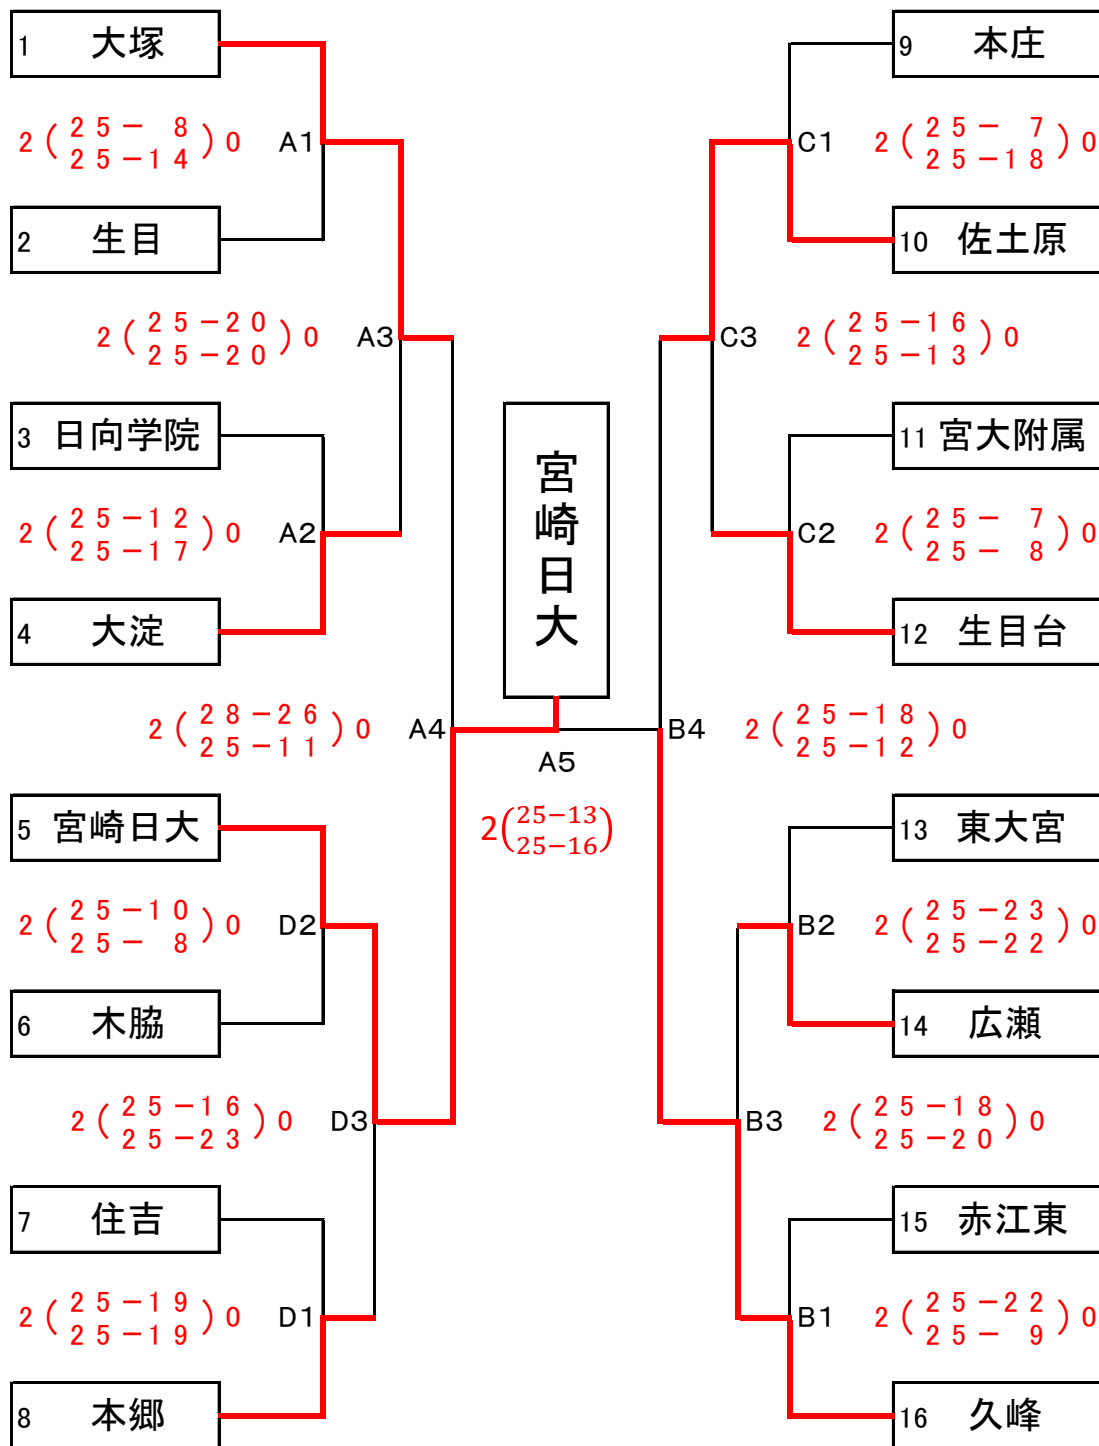 1 大塚
2(25－8 25－14)0 A1
2 生目
2(25－20 25－20)0 A3
3 日向学院
2(25－12 25－17)0 A2
4 大淀
2(28－26 25－11)0 A4
5 宮崎日大
2(25－10 25－8)0 D2
6 木脇
2(25－16 25－23)0 D3
7 住吉
2(25－19 25－19)0 D1
8 本郷
宮崎日大
A5
2(25−13 25−16)
9 本庄
C1 2(25－7 25－18)0
10 佐土原
C3 2(25－16 25－13)0
11 宮大附属
C2 2(25－7 25－8)0
12 生目台
B4 2(25－18 25－12)0
13 東大宮
B2 2(25－23 25－22)0
14 広瀬
B3 2(25－18 25－20)0
15 赤江東
B1 2(25－22 25－9)0
16 久峰